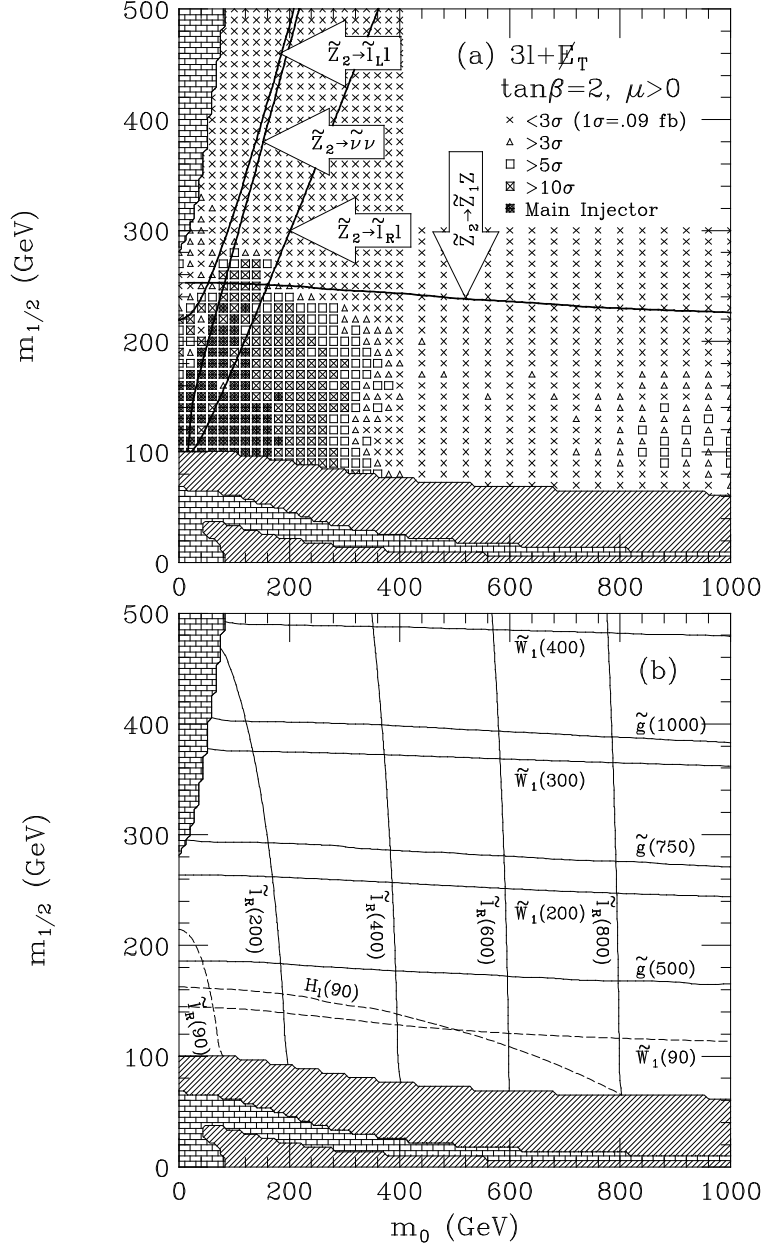 500
400
300
200
100
0
m1/2 (GeV)
(a) 3l+E̸T
tanβ=2, μ>0
× <3σ (1σ=.09 fb)
△ >3σ
□ >5σ
⊠ >10σ
Main Injector
Z̃2→l̃Ll
Z̃2→ν̃ν
Z̃2→l̃Rl
Z̃2→Z̃1Z
0 200 400 600 800 1000
500
400
300
200
100
0
m1/2 (GeV)
(b)
W̃1(400)
g̃(1000)
W̃1(300)
g̃(750)
l̃R(200)
l̃R(400)
l̃R(600)
W̃1(200)
l̃R(800)
g̃(500)
Hl(90)
l̃R(90)
W̃1(90)
0 200 400 600 800 1000
m0 (GeV)